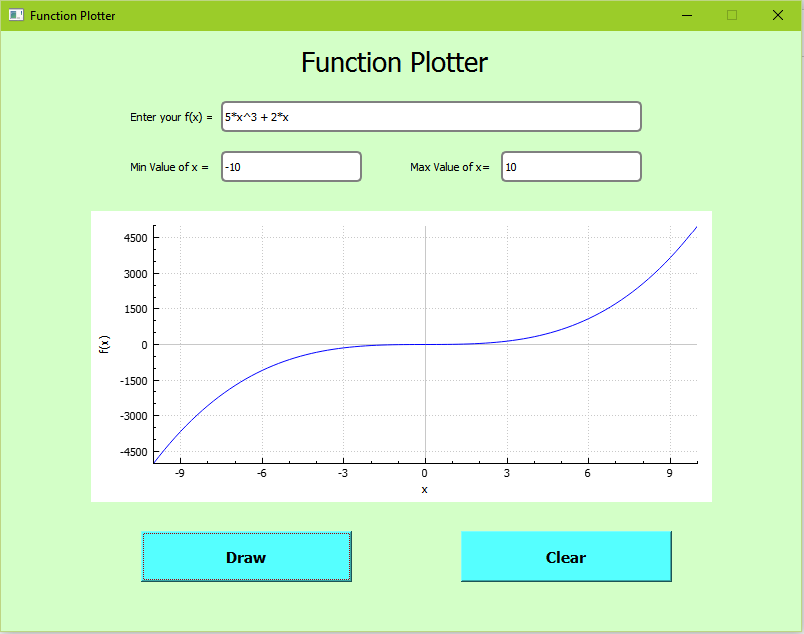 Function Plotter
Function Plotter
Enter your f(x) = 5*x^3 + 2*x
Min Value of x = -10 Max Value of x= 10
4500
3000
1500
0
-1500
-3000
-4500
f(x)
-9 -6 -3 0 3 6 9
x
Draw Clear